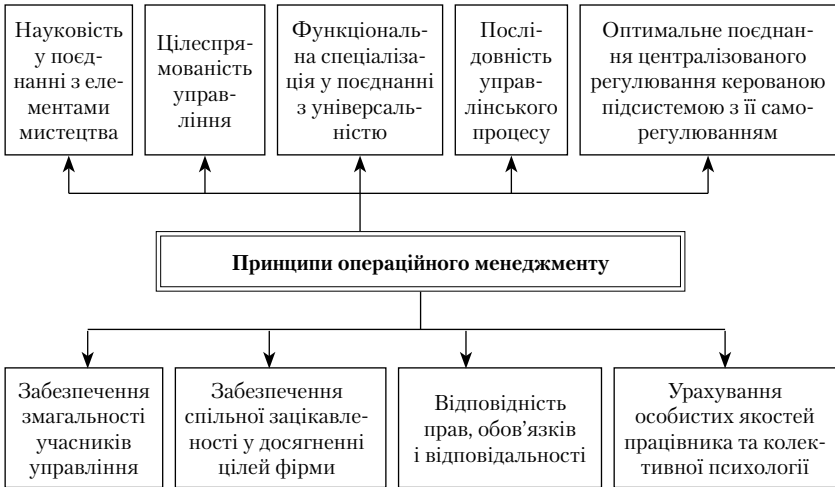 Науковість
у поєд-
нанні з еле-
ментами
мистецтва
Цілеспря-
мованість
управ-
ління
Функціональ-
на спеціаліза-
ція у поєднанні
з універсаль-
ністю
Послі-
довність
управ-
лінського
процесу
Оптимальне поєднан-
ня централізованого
регулювання керованою
підсистемою з її само-
регулюванням
Принципи операційного менеджменту
Забезпечення
змагальності
учасників
управління
Забезпечення
спільної зацікавле-
ності у досягненні
цілей фірми
Відповідність
прав, обов’язків
і відповідальності
Урахування
особистих якостей
працівника та колек-
тивної психології